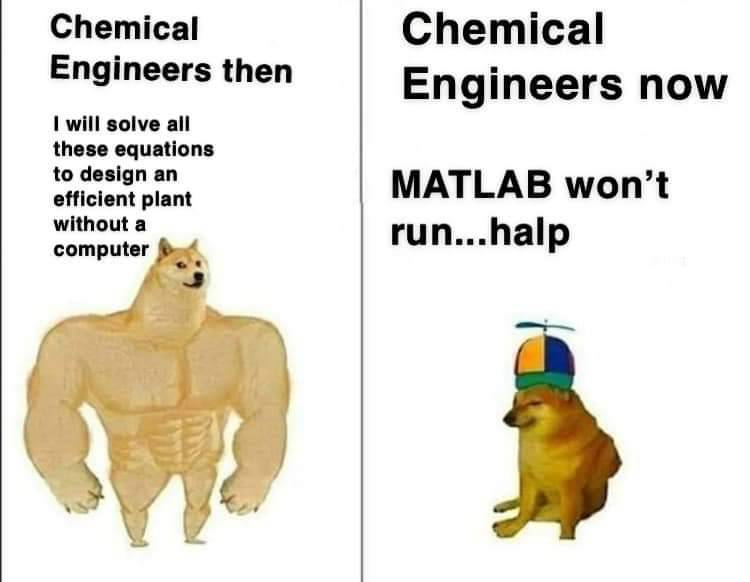 Chemical
Engineers then
I will solve all
these equations
to design an
efficient plant
without a
computer
Chemical
Engineers now
MATLAB won't
run...halp